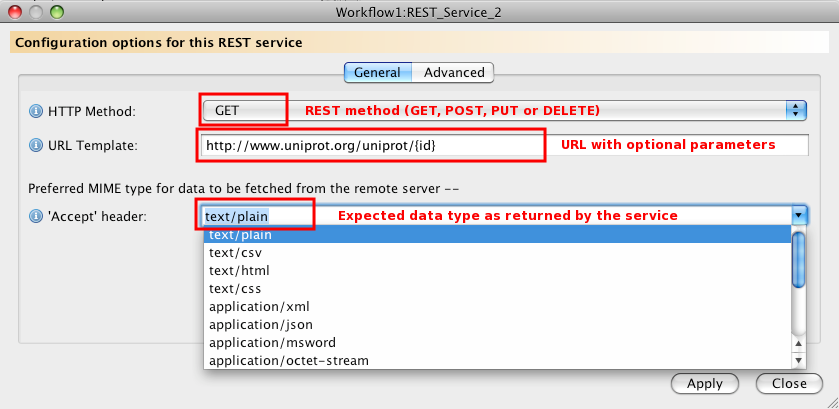 Workflow1:REST_Service_2
Configuration options for this REST service
General Advanced
HTTP Method: GET REST method (GET, POST, PUT or DELETE)
URL Template: http://www.uniprot.org/uniprot/{id} URL with optional parameters
Preferred MIME type for data to be fetched from the remote server --
'Accept' header: text/plain Expected data type as returned by the service
text/plain
text/csv
text/html
text/css
application/xml
application/json
application/msword
application/octet-stream
Apply Close